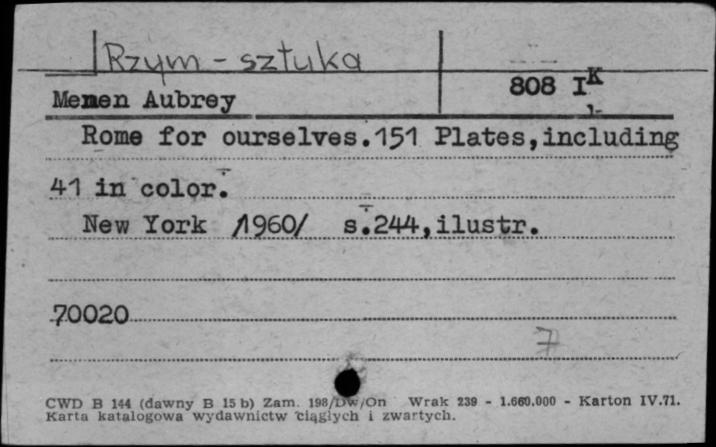 Rzym - sztuka
808 I K
Memen Aubrey
Rome for ourselves.151 Plates,including
41 in color.
New York /1960/ s.244,ilustr.
70020
7
CWD B 144 (dawny B 15 b) Zam. 198/DW/On Wrak 239 - 1.660.000 - Karton IV.71.
Karta katalogowa wydawnictw ciągłych i zwartych.